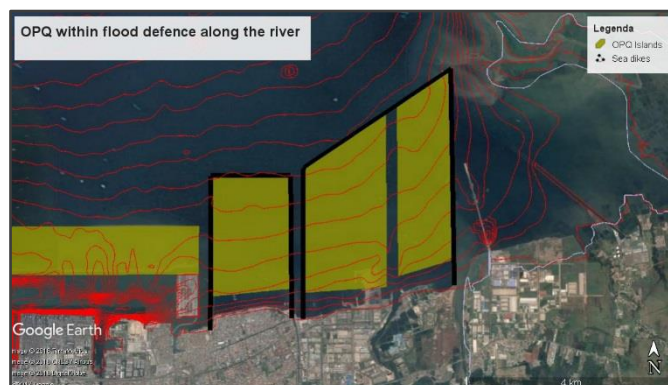 OPQ within flood defence along the river
Legenda
OPQ Islands
Sea dikes
Google Earth
N
4 km